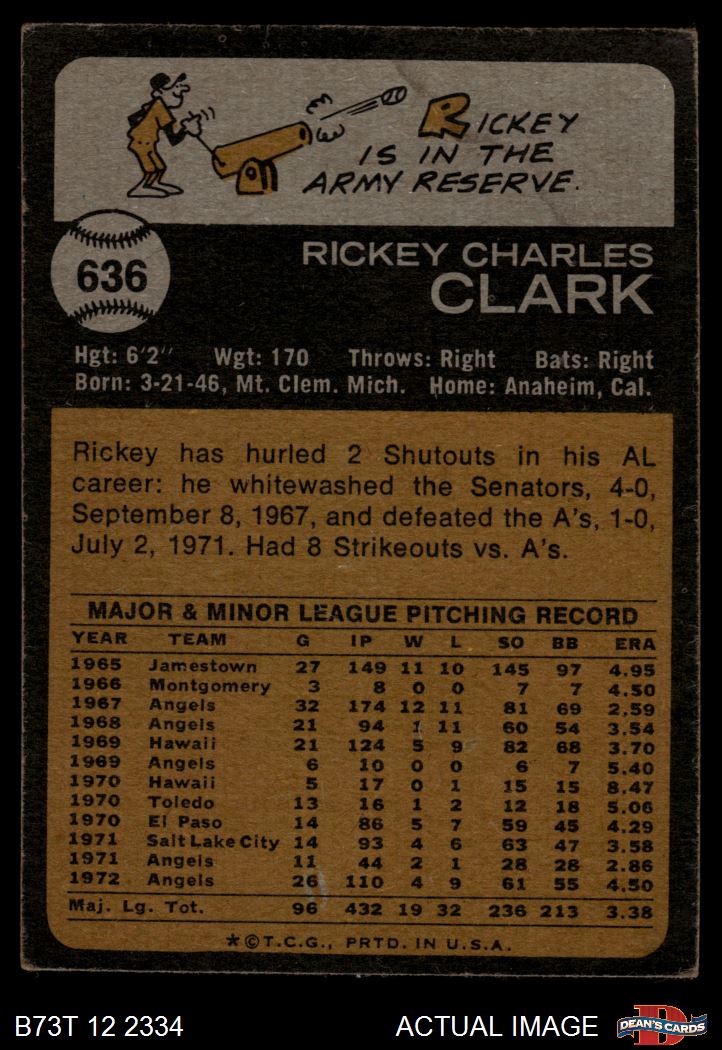 RICKEY
IS IN THE
ARMY RESERVE.
636
RICKEY CHARLES
CLARK
Hgt: 6'2" Wgt: 170 Throws: Right Bats: Right
Born: 3-21-46, Mt. Clem. Mich. Home: Anaheim, Cal.
Rickey has hurled 2 Shutouts in his AL
career: he whitewashed the Senators, 4-0,
September 8, 1967, and defeated the A's, 1-0,
July 2, 1971. Had 8 Strikeouts vs. A's.
MAJOR & MINOR LEAGUE PITCHING RECORD
YEAR TEAM G IP W L SO BB ERA
1965 Jamestown 27 149 11 10 145 97 4.95
1966 Montgomery 3 8 0 0 7 7 4.50
1967 Angels 32 174 12 11 81 69 2.59
1968 Angels 21 94 1 11 60 54 3.54
1969 Hawaii 21 124 5 9 82 68 3.70
1969 Angels 6 10 0 0 6 7 5.40
1970 Hawaii 5 17 0 1 15 15 8.47
1970 Toledo 13 16 1 2 12 18 5.06
1970 El Paso 14 86 5 7 59 45 4.29
1971 Salt Lake City 14 93 4 6 63 47 3.58
1971 Angels 11 44 2 1 28 28 2.86
1972 Angels 26 110 4 9 61 55 4.50
Maj. Lg. Tot. 96 432 19 32 236 213 3.38
*©T.C.G., PRTD. IN U.S.A.
B73T 12 2334 ACTUAL IMAGE D DEAN'S CARDS